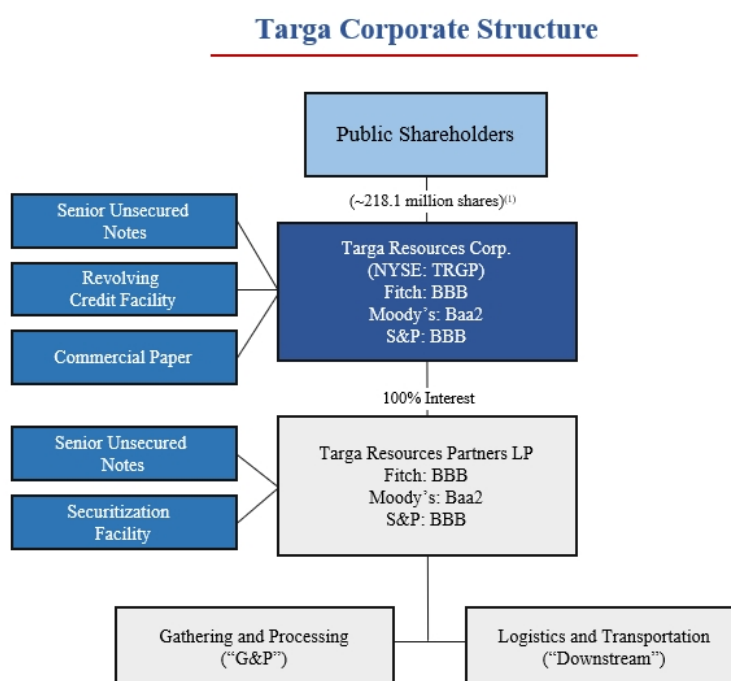 Targa Corporate Structure
Public Shareholders
(~218.1 million shares)(1)
Senior Unsecured
Notes
Revolving
Credit Facility
Commercial Paper
Targa Resources Corp.
(NYSE: TRGP)
Fitch: BBB
Moody’s: Baa2
S&P: BBB
100% Interest
Senior Unsecured
Notes
Securitization
Facility
Targa Resources Partners LP
Fitch: BBB
Moody’s: Baa2
S&P: BBB
Gathering and Processing
(“G&P”)
Logistics and Transportation
(“Downstream”)